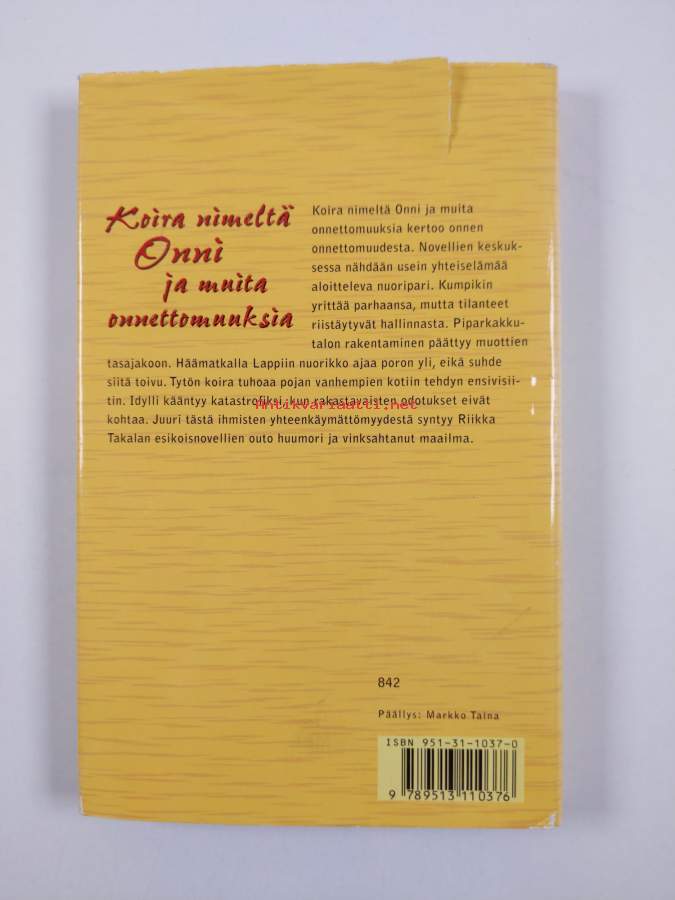 Koira nimeltä
Onni
ja muita
onnettomuuksia
Koira nimeltä Onni ja muita
onnettomuuksia kertoo onnen
onnettomuudesta. Novellien keskuk-
sessa nähdään usein yhteiselämää
aloitteleva nuoripari. Kumpikin
yrittää parhaansa, mutta tilanteet
riistäytyvät hallinnasta. Piparkakku-
talon rakentaminen päättyy muottien
tasajakoon. Häämatkalla Lappiin nuorikko ajaa poron yli, eikä suhde
siitä toivu. Tytön koira tuhoaa pojan vanhempien kotiin tehdyn ensivisii-
tin. Idylli kääntyy katastrofiksi, kun rakastavaisten odotukset eivät
Antikvariaatti.net
kohtaa. Juuri tästä ihmisten yhteenkäymättömyydestä syntyy Riikka
Takalan esikoisnovellien outo huumori ja vinksahtanut maailma.
842
Päällys: Markko Taina
ISBN 951-31-1037-0
9 789513 110376